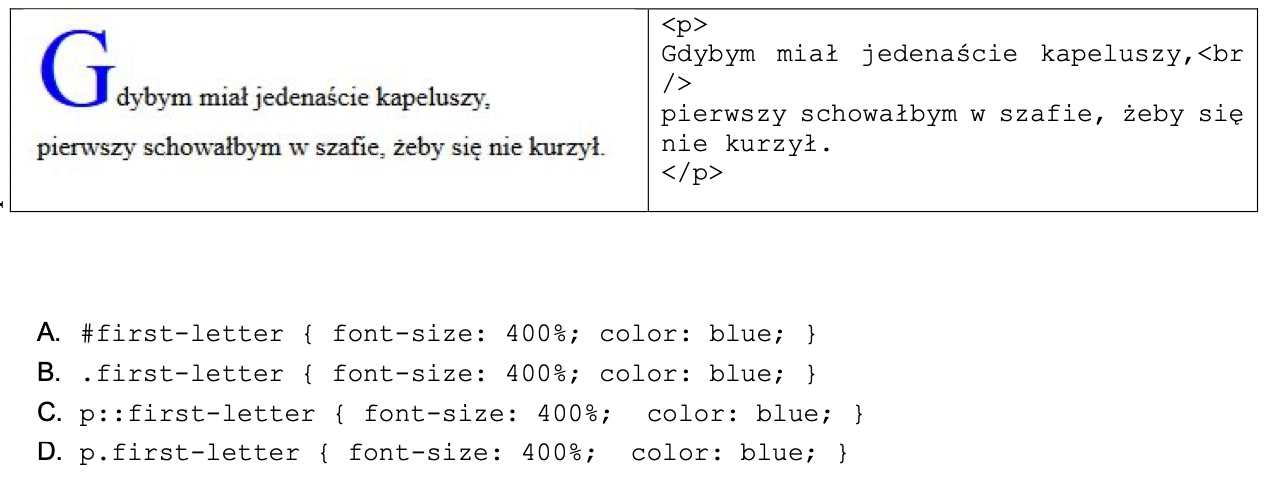 Gdybym miał jedenaście kapeluszy,
pierwszy schowałbym w szafie, żeby się nie kurzył.
<p>
Gdybym miał jedenaście kapeluszy,<br
/>
pierwszy schowałbym w szafie, żeby się
nie kurzył.
</p>
A. #first-letter { font-size: 400%; color: blue; }
B. .first-letter { font-size: 400%; color: blue; }
C. p::first-letter { font-size: 400%;  color: blue; }
D. p.first-letter { font-size: 400%;  color: blue; }